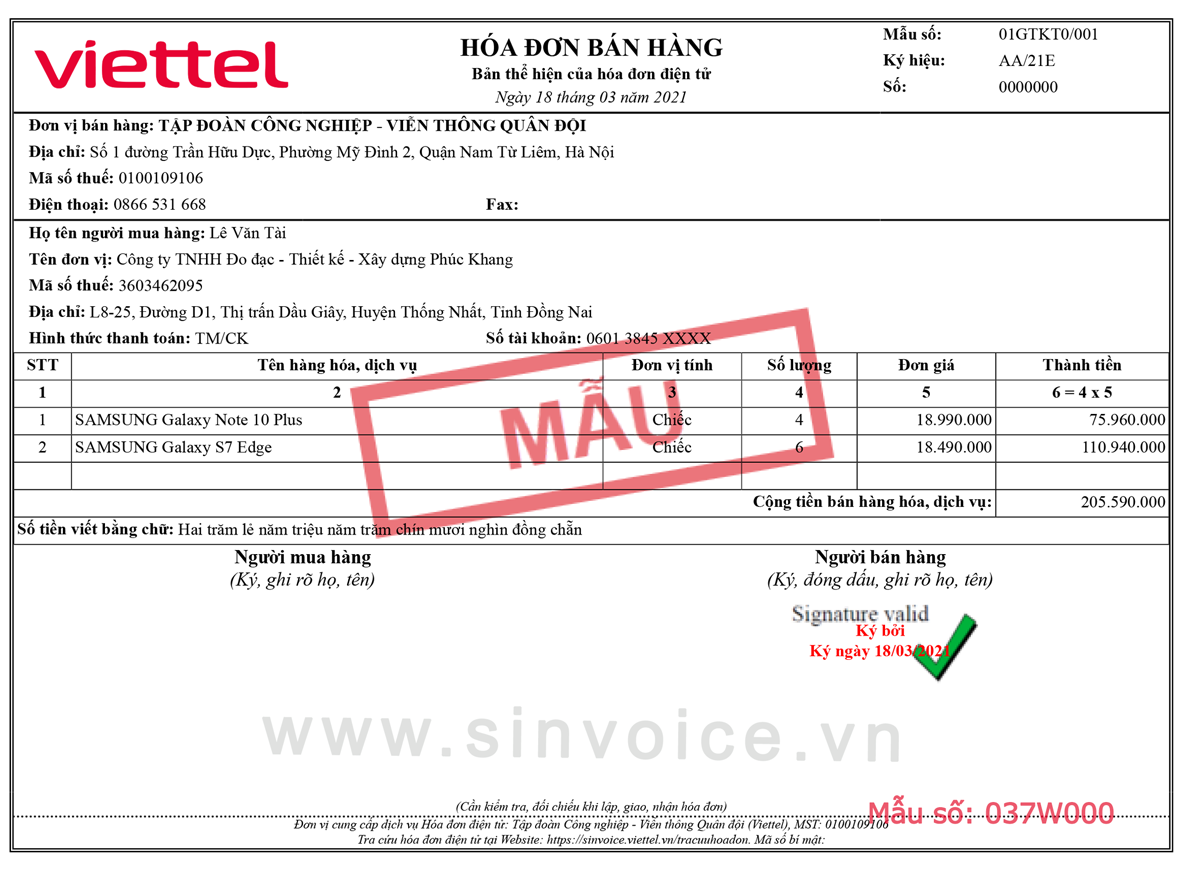 viettel
HÓA ĐƠN BÁN HÀNG
Bản thể hiện của hóa đơn điện tử
Ngày 18 tháng 03 năm 2021
Mẫu số: 01GTKT0/001
Ký hiệu: AA/21E
Số: 0000000
Đơn vị bán hàng: TẬP ĐOÀN CÔNG NGHIỆP - VIỄN THÔNG QUÂN ĐỘI
Địa chỉ: Số 1 đường Trần Hữu Dực, Phường Mỹ Đình 2, Quận Nam Từ Liêm, Hà Nội
Mã số thuế: 0100109106
Điện thoại: 0866 531 668 Fax:
Họ tên người mua hàng: Lê Văn Tài
Tên đơn vị: Công ty TNHH Đo đạc - Thiết kế - Xây dựng Phúc Khang
Mã số thuế: 3603462095
Địa chỉ: L8-25, Đường D1, Thị trấn Dầu Giây, Huyện Thống Nhất, Tỉnh Đồng Nai
Hình thức thanh toán: TM/CK Số tài khoản: 0601 3845 XXXX
STT Tên hàng hóa, dịch vụ Đơn vị tính Số lượng Đơn giá Thành tiền
1 2 3 4 5 6 = 4 x 5
1 SAMSUNG Galaxy Note 10 Plus Chiếc 4 18.990.000 75.960.000
2 SAMSUNG Galaxy S7 Edge Chiếc 6 18.490.000 110.940.000
MẪU
Cộng tiền bán hàng hóa, dịch vụ: 205.590.000
Số tiền viết bằng chữ: Hai trăm lẻ năm triệu năm trăm chín mươi nghìn đồng chẵn
Người mua hàng Người bán hàng
(Ký, ghi rõ họ, tên) (Ký, đóng dấu, ghi rõ họ, tên)
Signature valid
Ký bởi
Ký ngày 18/03/2021
www.sinvoice.vn
(Cần kiểm tra, đối chiếu khi lập, giao, nhận hóa đơn)
Mẫu số: 037W000
Đơn vị cung cấp dịch vụ Hóa đơn điện tử: Tập đoàn Công nghiệp - Viễn thông Quân đội (Viettel), MST: 0100109106
Tra cứu hóa đơn điện tử tại Website: https://sinvoice.viettel.vn/tracuuhoadon. Mã số bí mật: